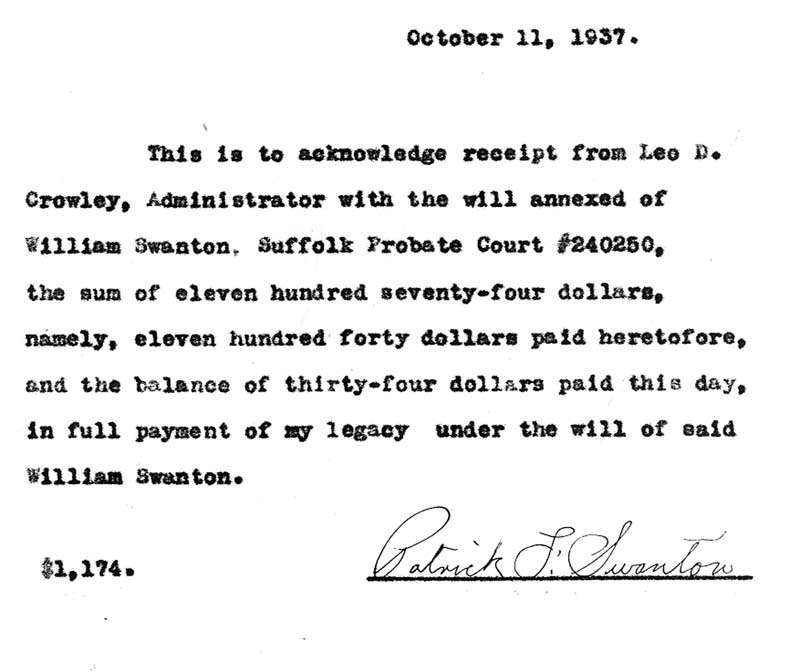 October 11, 1937.
This is to acknowledge receipt from Leo D.
Crowley, Administrator with the will annexed of
William Swanton. Suffolk Probate Court #240250,
the sum of eleven hundred seventy-four dollars,
namely, eleven hundred forty dollars paid heretofore,
and the balance of thirty-four dollars paid this day,
in full payment of my legacy under the will of said
William Swanton.
$1,174. Patrick F. Swanton